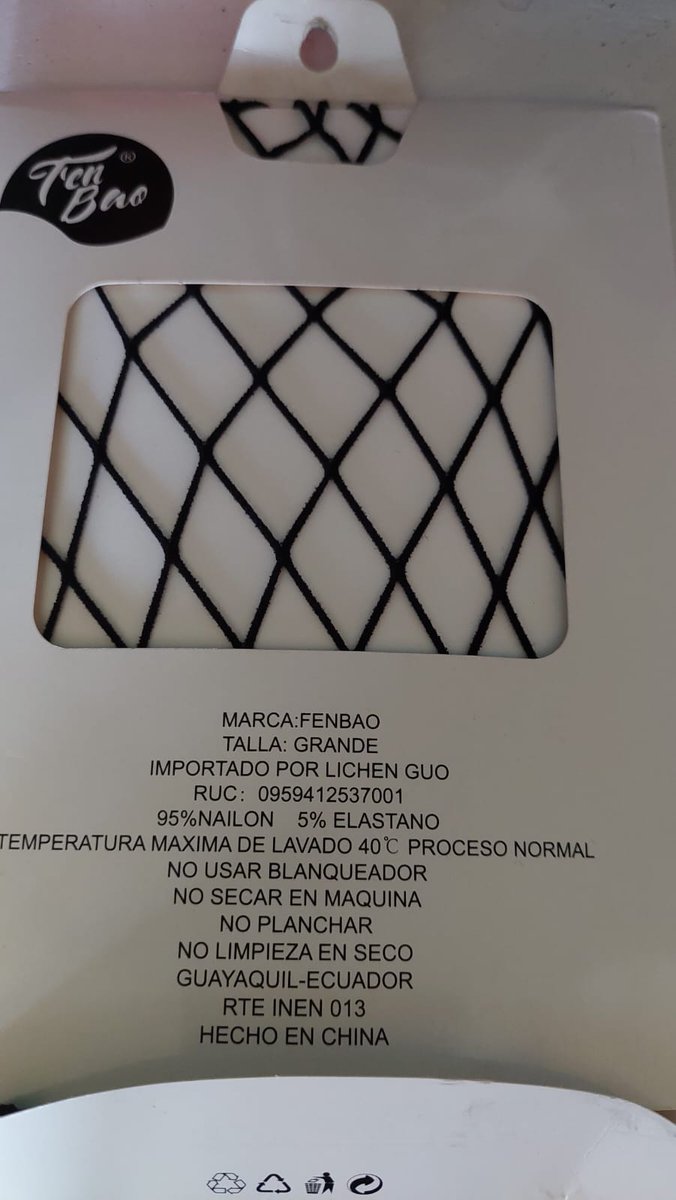 Fen ®
Bao
MARCA:FENBAO
TALLA: GRANDE
IMPORTADO POR LICHEN GUO
RUC: 0959412537001
95%NAILON 5% ELASTANO
TEMPERATURA MAXIMA DE LAVADO 40℃ PROCESO NORMAL
NO USAR BLANQUEADOR
NO SECAR EN MAQUINA
NO PLANCHAR
NO LIMPIEZA EN SECO
GUAYAQUIL-ECUADOR
RTE INEN 013
HECHO EN CHINA